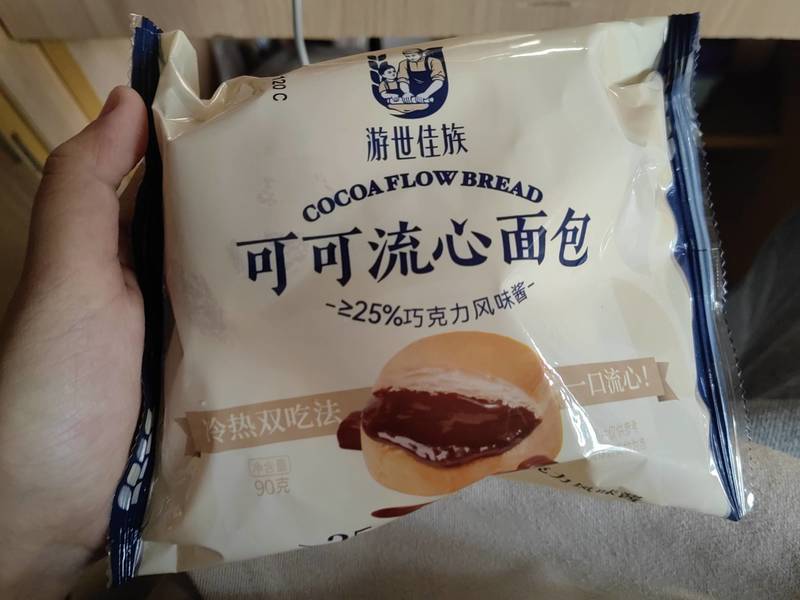 120 C
游世佳族
COCOA FLOW BREAD
可可流心面包
-≥25%巧克力风味酱-
冷热双吃法
一口流心!
净含量
90克